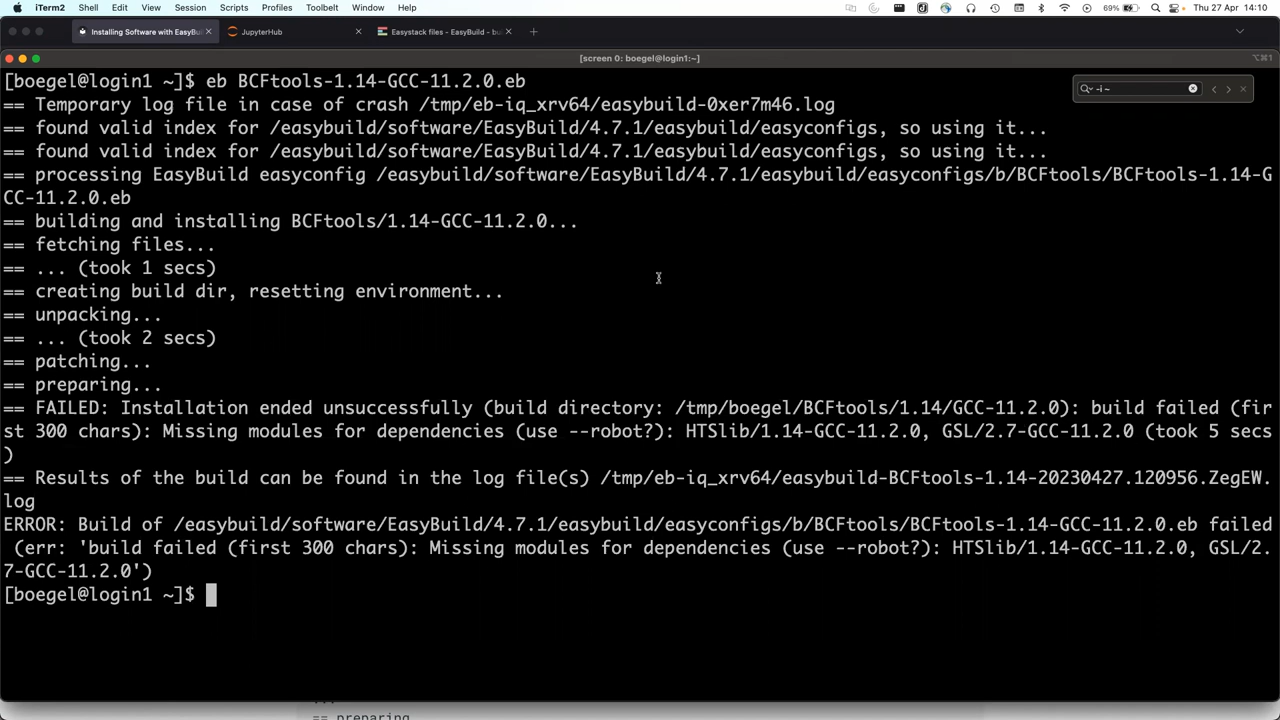 iTerm2 Shell Edit View Session Scripts Profiles Toolbelt Window Help 69% Thu 27 Apr 14:10
Installing Software with EasyBui JupyterHub Easystack files - EasyBuild - bu
[screen 0: boegel@login1:~] ⌥⌘1
[boegel@login1 ~]$ eb BCFtools-1.14-GCC-11.2.0.eb
-i ~
== Temporary log file in case of crash /tmp/eb-iq_xrv64/easybuild-0xer7m46.log
== found valid index for /easybuild/software/EasyBuild/4.7.1/easybuild/easyconfigs, so using it...
== found valid index for /easybuild/software/EasyBuild/4.7.1/easybuild/easyconfigs, so using it...
== processing EasyBuild easyconfig /easybuild/software/EasyBuild/4.7.1/easybuild/easyconfigs/b/BCFtools/BCFtools-1.14-G
CC-11.2.0.eb
== building and installing BCFtools/1.14-GCC-11.2.0...
== fetching files...
== ... (took 1 secs)
== creating build dir, resetting environment...
== unpacking...
== ... (took 2 secs)
== patching...
== preparing...
== FAILED: Installation ended unsuccessfully (build directory: /tmp/boegel/BCFtools/1.14/GCC-11.2.0): build failed (fir
st 300 chars): Missing modules for dependencies (use --robot?): HTSlib/1.14-GCC-11.2.0, GSL/2.7-GCC-11.2.0 (took 5 secs
)
== Results of the build can be found in the log file(s) /tmp/eb-iq_xrv64/easybuild-BCFtools-1.14-20230427.120956.ZegEW.
log
ERROR: Build of /easybuild/software/EasyBuild/4.7.1/easybuild/easyconfigs/b/BCFtools/BCFtools-1.14-GCC-11.2.0.eb failed
(err: 'build failed (first 300 chars): Missing modules for dependencies (use --robot?): HTSlib/1.14-GCC-11.2.0, GSL/2.
7-GCC-11.2.0')
[boegel@login1 ~]$
== preparing